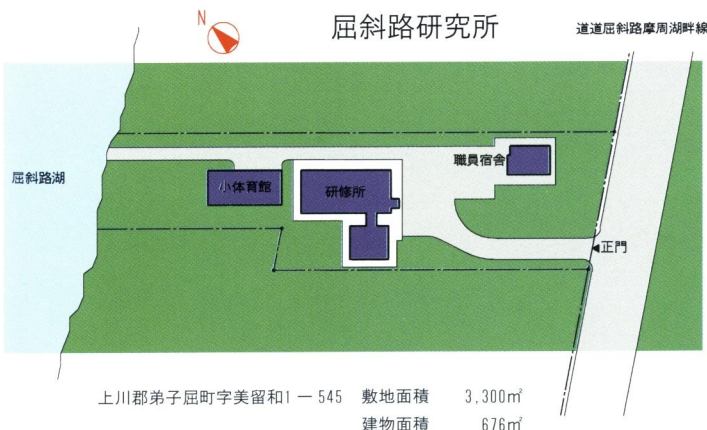 N
屈斜路研究所
道道屈斜路摩周湖畔線
屈斜路湖
小体育館
研修所
職員宿舎
◀正門
上川郡弟子屈町字美留和1－545 敷地面積 3,300㎡
建物面積 676㎡